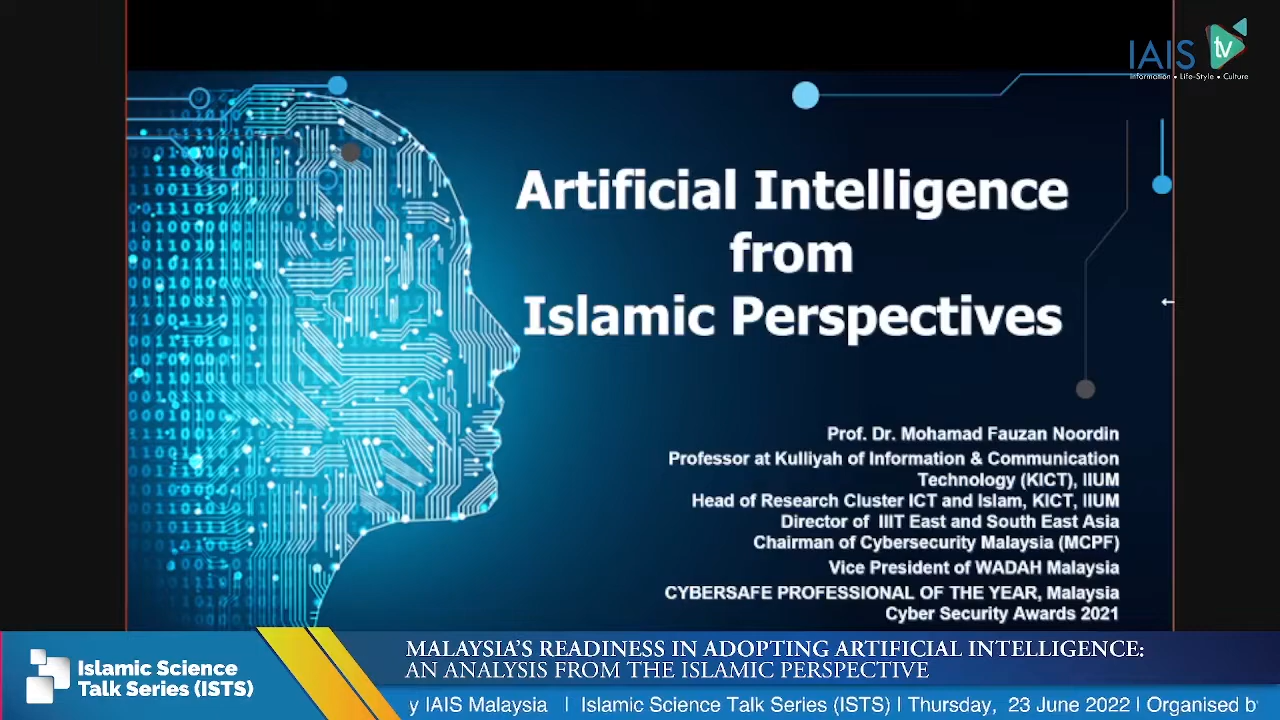 IAIS tv
Information • Life-Style • Culture
Artificial Intelligence
from
Islamic Perspectives
Prof. Dr. Mohamad Fauzan Noordin
Professor at Kulliyah of Information & Communication
Technology (KICT), IIUM
Head of Research Cluster ICT and Islam, KICT, IIUM
Director of IIIT East and South East Asia
Chairman of Cybersecurity Malaysia (MCPF)
Vice President of WADAH Malaysia
CYBERSAFE PROFESSIONAL OF THE YEAR, Malaysia
Cyber Security Awards 2021
Islamic Science
Talk Series (ISTS)
MALAYSIA'S READINESS IN ADOPTING ARTIFICIAL INTELLIGENCE:
AN ANALYSIS FROM THE ISLAMIC PERSPECTIVE
y IAIS Malaysia | Islamic Science Talk Series (ISTS) | Thursday, 23 June 2022 | Organised b